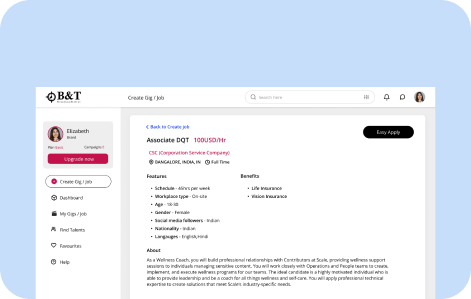 B&T
Create Gig / Job
Search here
Elizabeth
Brand
Upgrade now
Create Gig / Job
Dashboard
My Gigs / Job
Find Talents
Favourites
Help
< Back to Create job
Associate DQT 100USD/Hr
Easy Apply
CSC (Corporation Service Company)
BANGALORE, INDIA, IN Full Time
Features
• Schedule - 46hrs per week
• Workplace type - On-site
• Age - 18-30
• Gender - Female
• Social media followers - Indian
• Nationality - Indian
• Langauges - English,Hindi
Benefits
• Life Insurance
• Vision Insurance
About
As a Wellness Coach, you will build professional relationships with Contributors at Scale, providing wellness support
sessions to individuals managing sensitive content. You will work closely with Operations and People teams to create,
implement, and execute wellness programs for our teams. The ideal candidate is a highly motivated individual who is
able to provide leadership and be a coach for all things wellness and self-care. You will apply professional technical
expertise to create solutions that meet Scale's industry-specific needs.